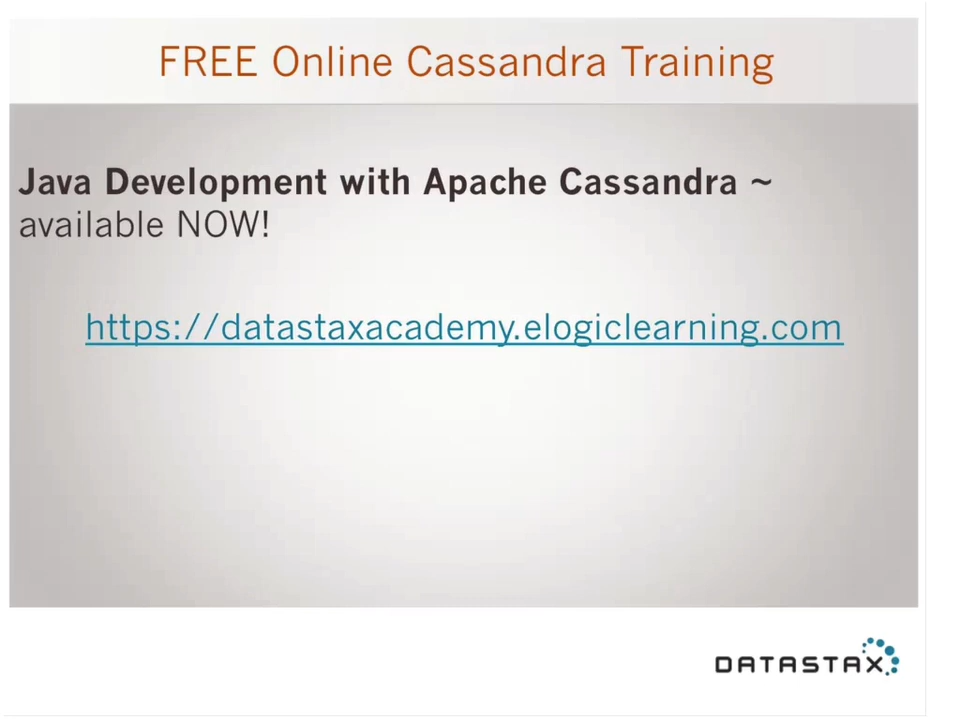 FREE Online Cassandra Training
Java Development with Apache Cassandra ~
available NOW!
https://datastaxacademy.elogiclearning.com
DATASTAX